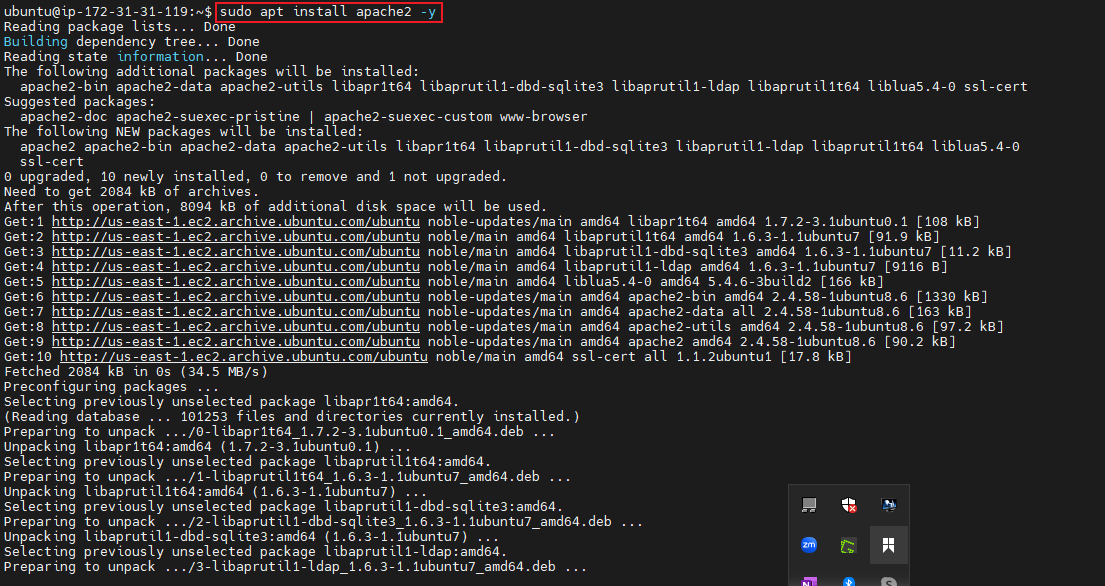 ubuntu@ip-172-31-31-119:~$ sudo apt install apache2 -y
Reading package lists... Done
Building dependency tree... Done
Reading state information... Done
The following additional packages will be installed:
  apache2-bin apache2-data apache2-utils libapr1t64 libaprutil1-dbd-sqlite3 libaprutil1-ldap libaprutil1t64 liblua5.4-0 ssl-cert
Suggested packages:
  apache2-doc apache2-suexec-pristine | apache2-suexec-custom www-browser
The following NEW packages will be installed:
  apache2 apache2-bin apache2-data apache2-utils libapr1t64 libaprutil1-dbd-sqlite3 libaprutil1-ldap libaprutil1t64 liblua5.4-0
  ssl-cert
0 upgraded, 10 newly installed, 0 to remove and 1 not upgraded.
Need to get 2084 kB of archives.
After this operation, 8094 kB of additional disk space will be used.
Get:1 http://us-east-1.ec2.archive.ubuntu.com/ubuntu noble-updates/main amd64 libapr1t64 amd64 1.7.2-3.1ubuntu0.1 [108 kB]
Get:2 http://us-east-1.ec2.archive.ubuntu.com/ubuntu noble/main amd64 libaprutil1t64 amd64 1.6.3-1.1ubuntu7 [91.9 kB]
Get:3 http://us-east-1.ec2.archive.ubuntu.com/ubuntu noble/main amd64 libaprutil1-dbd-sqlite3 amd64 1.6.3-1.1ubuntu7 [11.2 kB]
Get:4 http://us-east-1.ec2.archive.ubuntu.com/ubuntu noble/main amd64 libaprutil1-ldap amd64 1.6.3-1.1ubuntu7 [9116 B]
Get:5 http://us-east-1.ec2.archive.ubuntu.com/ubuntu noble/main amd64 liblua5.4-0 amd64 5.4.6-3build2 [166 kB]
Get:6 http://us-east-1.ec2.archive.ubuntu.com/ubuntu noble-updates/main amd64 apache2-bin amd64 2.4.58-1ubuntu8.6 [1330 kB]
Get:7 http://us-east-1.ec2.archive.ubuntu.com/ubuntu noble-updates/main amd64 apache2-data all 2.4.58-1ubuntu8.6 [163 kB]
Get:8 http://us-east-1.ec2.archive.ubuntu.com/ubuntu noble-updates/main amd64 apache2-utils amd64 2.4.58-1ubuntu8.6 [97.2 kB]
Get:9 http://us-east-1.ec2.archive.ubuntu.com/ubuntu noble-updates/main amd64 apache2 amd64 2.4.58-1ubuntu8.6 [90.2 kB]
Get:10 http://us-east-1.ec2.archive.ubuntu.com/ubuntu noble/main amd64 ssl-cert all 1.1.2ubuntu1 [17.8 kB]
Fetched 2084 kB in 0s (34.5 MB/s)
Preconfiguring packages ...
Selecting previously unselected package libapr1t64:amd64.
(Reading database ... 101253 files and directories currently installed.)
Preparing to unpack .../0-libapr1t64_1.7.2-3.1ubuntu0.1_amd64.deb ...
Unpacking libapr1t64:amd64 (1.7.2-3.1ubuntu0.1) ...
Selecting previously unselected package libaprutil1t64:amd64.
Preparing to unpack .../1-libaprutil1t64_1.6.3-1.1ubuntu7_amd64.deb ...
Unpacking libaprutil1t64:amd64 (1.6.3-1.1ubuntu7) ...
Selecting previously unselected package libaprutil1-dbd-sqlite3:amd64.
Preparing to unpack .../2-libaprutil1-dbd-sqlite3_1.6.3-1.1ubuntu7_amd64.deb ...
Unpacking libaprutil1-dbd-sqlite3:amd64 (1.6.3-1.1ubuntu7) ...
Selecting previously unselected package libaprutil1-ldap:amd64.
Preparing to unpack .../3-libaprutil1-ldap_1.6.3-1.1ubuntu7_amd64.deb ...
zm
N
S